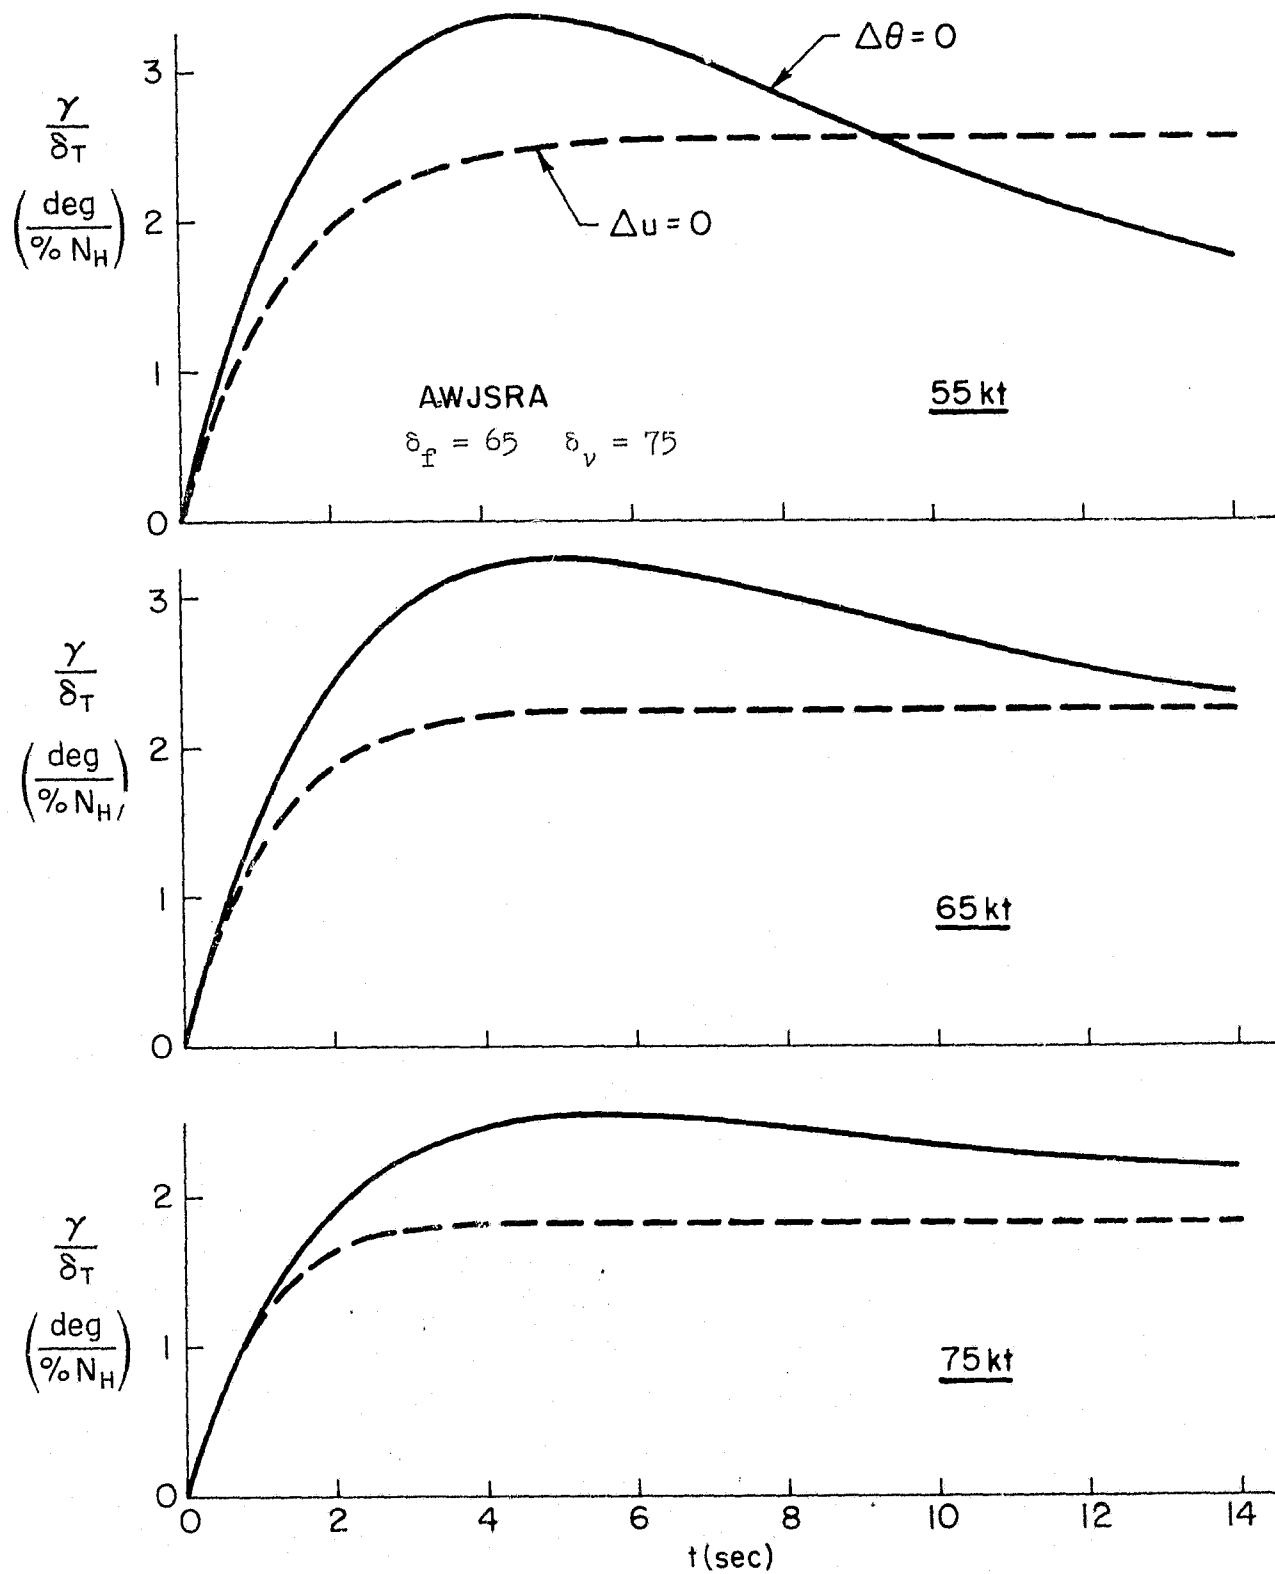 Δθ = 0
3
γ
δT
(deg
% NH)
2
Δu = 0
1
AWJSRA
55 kt
δf = 65 δν = 75
0
3
γ
δT
(deg
% NH)
2
1
65 kt
0
2
γ
δT
(deg
% NH)
1
75 kt
0
0 2 4 6 8 10 12 14
t (sec)